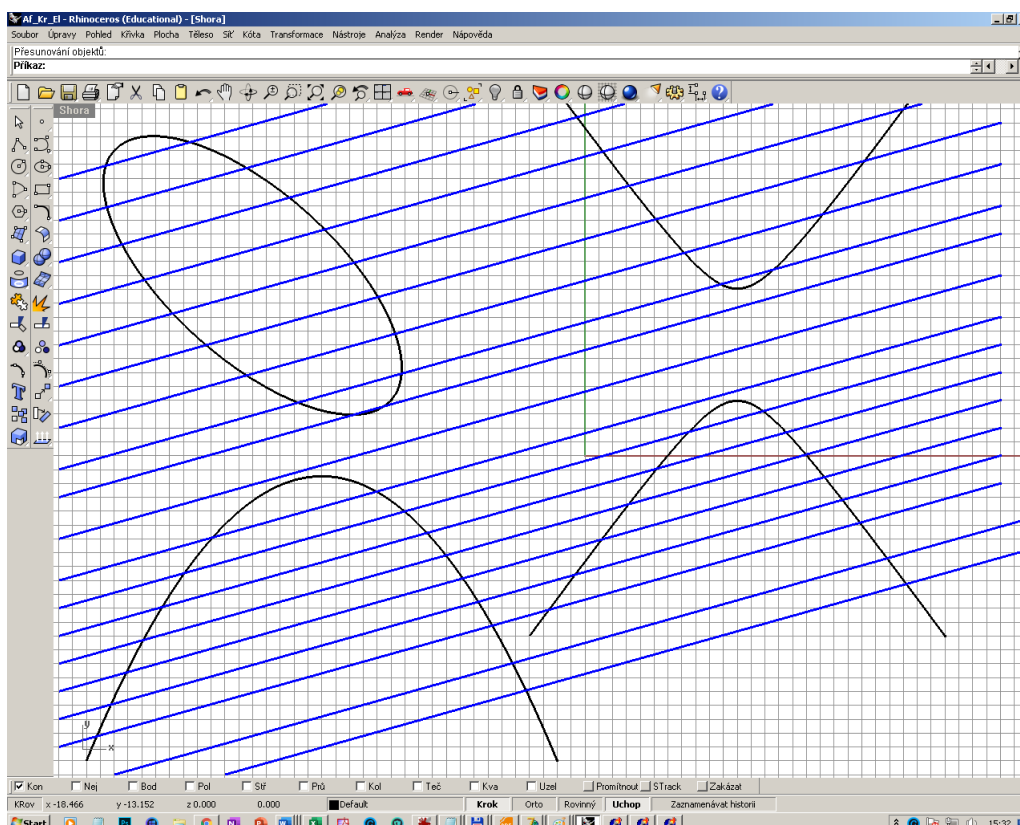 Af_Kr_El - Rhinoceros (Educational) - [Shora]
Soubor Úpravy Pohled Křivka Plocha Těleso Síť Kóta Transformace Nástroje Analýza Render Nápověda
Přesunování objektů:
Příkaz:
Shora
y
x
Kon Nej Bod Pol Stř Prů Kol Teč Kva Uzel Promítnout STrack Zakázat
KRov x -18.466 y -13.152 z 0.000 0.000 Default Krok Orto Rovinný Uchop Zaznamenávat historii
Start 15:32